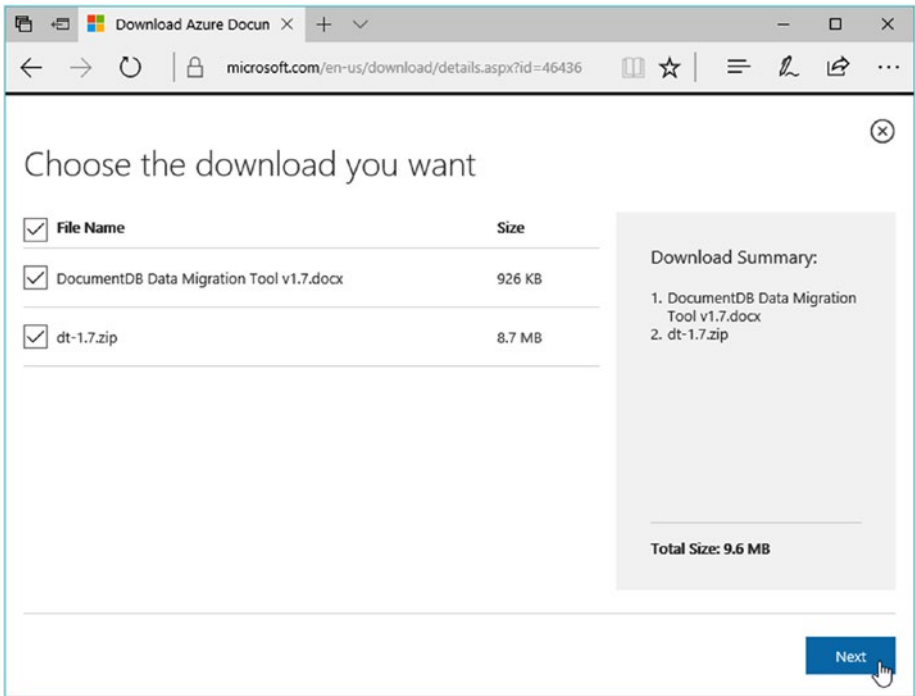 Download Azure Docun
microsoft.com/en-us/download/details.aspx?id=46436
Choose the download you want
File Name Size
DocumentDB Data Migration Tool v1.7.docx 926 KB
dt-1.7.zip 8.7 MB
Download Summary:
1. DocumentDB Data Migration
Tool v1.7.docx
2. dt-1.7.zip
Total Size: 9.6 MB
Next